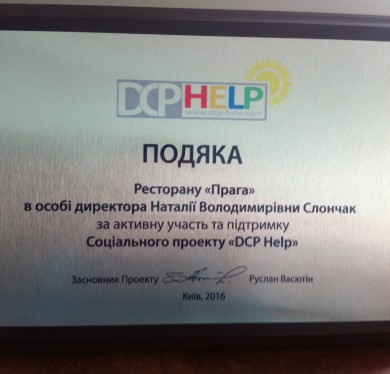 DCPHELP
www.dcp-help.com
ПОДЯКА
Ресторану «Прага»
в особі директора Наталії Володимирівни Слончак
за активну участь та підтримку
Соціального проекту «DCP Help»
Засновник Проекту Руслан Васютін
Київ, 2016